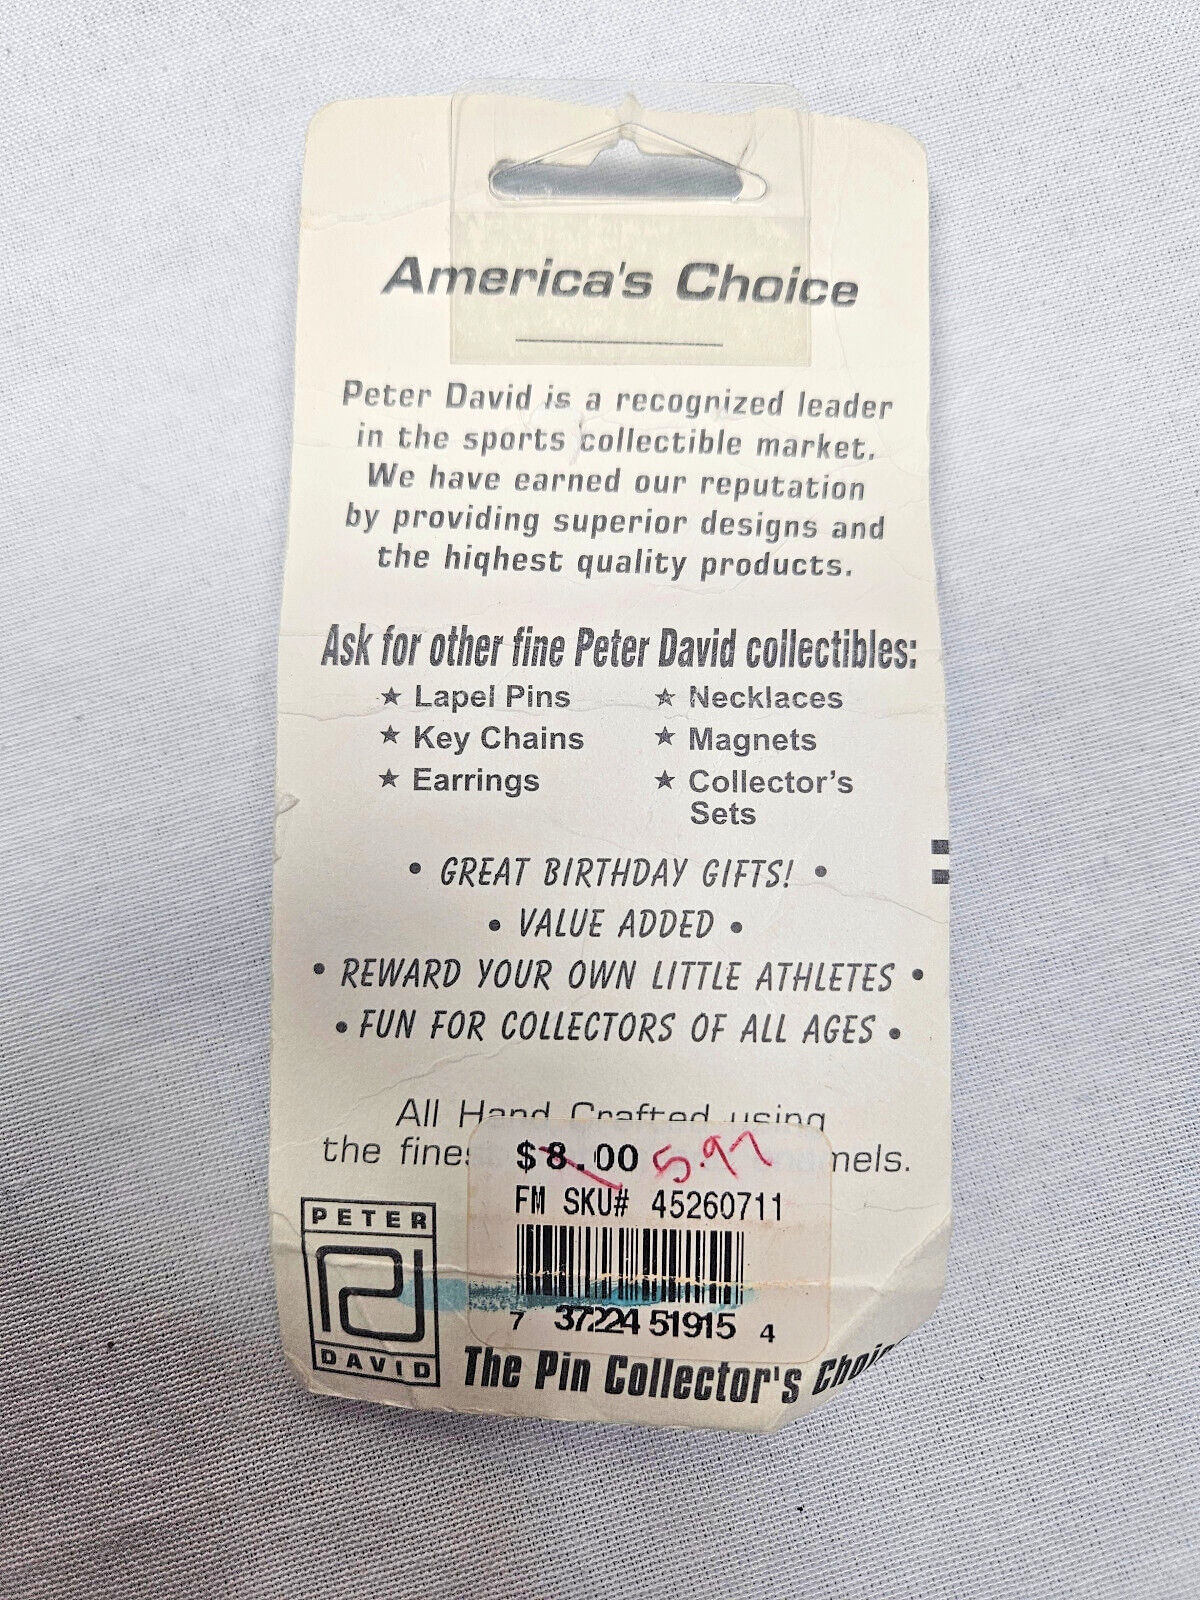 America's Choice
Peter David is a recognized leader
in the sports collectible market.
We have earned our reputation
by providing superior designs and
the highest quality products.
Ask for other fine Peter David collectibles:
★ Lapel Pins ★ Necklaces
★ Key Chains ★ Magnets
★ Earrings ★ Collector's
Sets
• GREAT BIRTHDAY GIFTS! •
• VALUE ADDED •
• REWARD YOUR OWN LITTLE ATHLETES •
• FUN FOR COLLECTORS OF ALL AGES •
All Hand Crafted using
the fines
$8.00 5.97
FM SKU# 45260711
7 37224 51915 4
PETER
DAVID
The Pin Collector's Choice